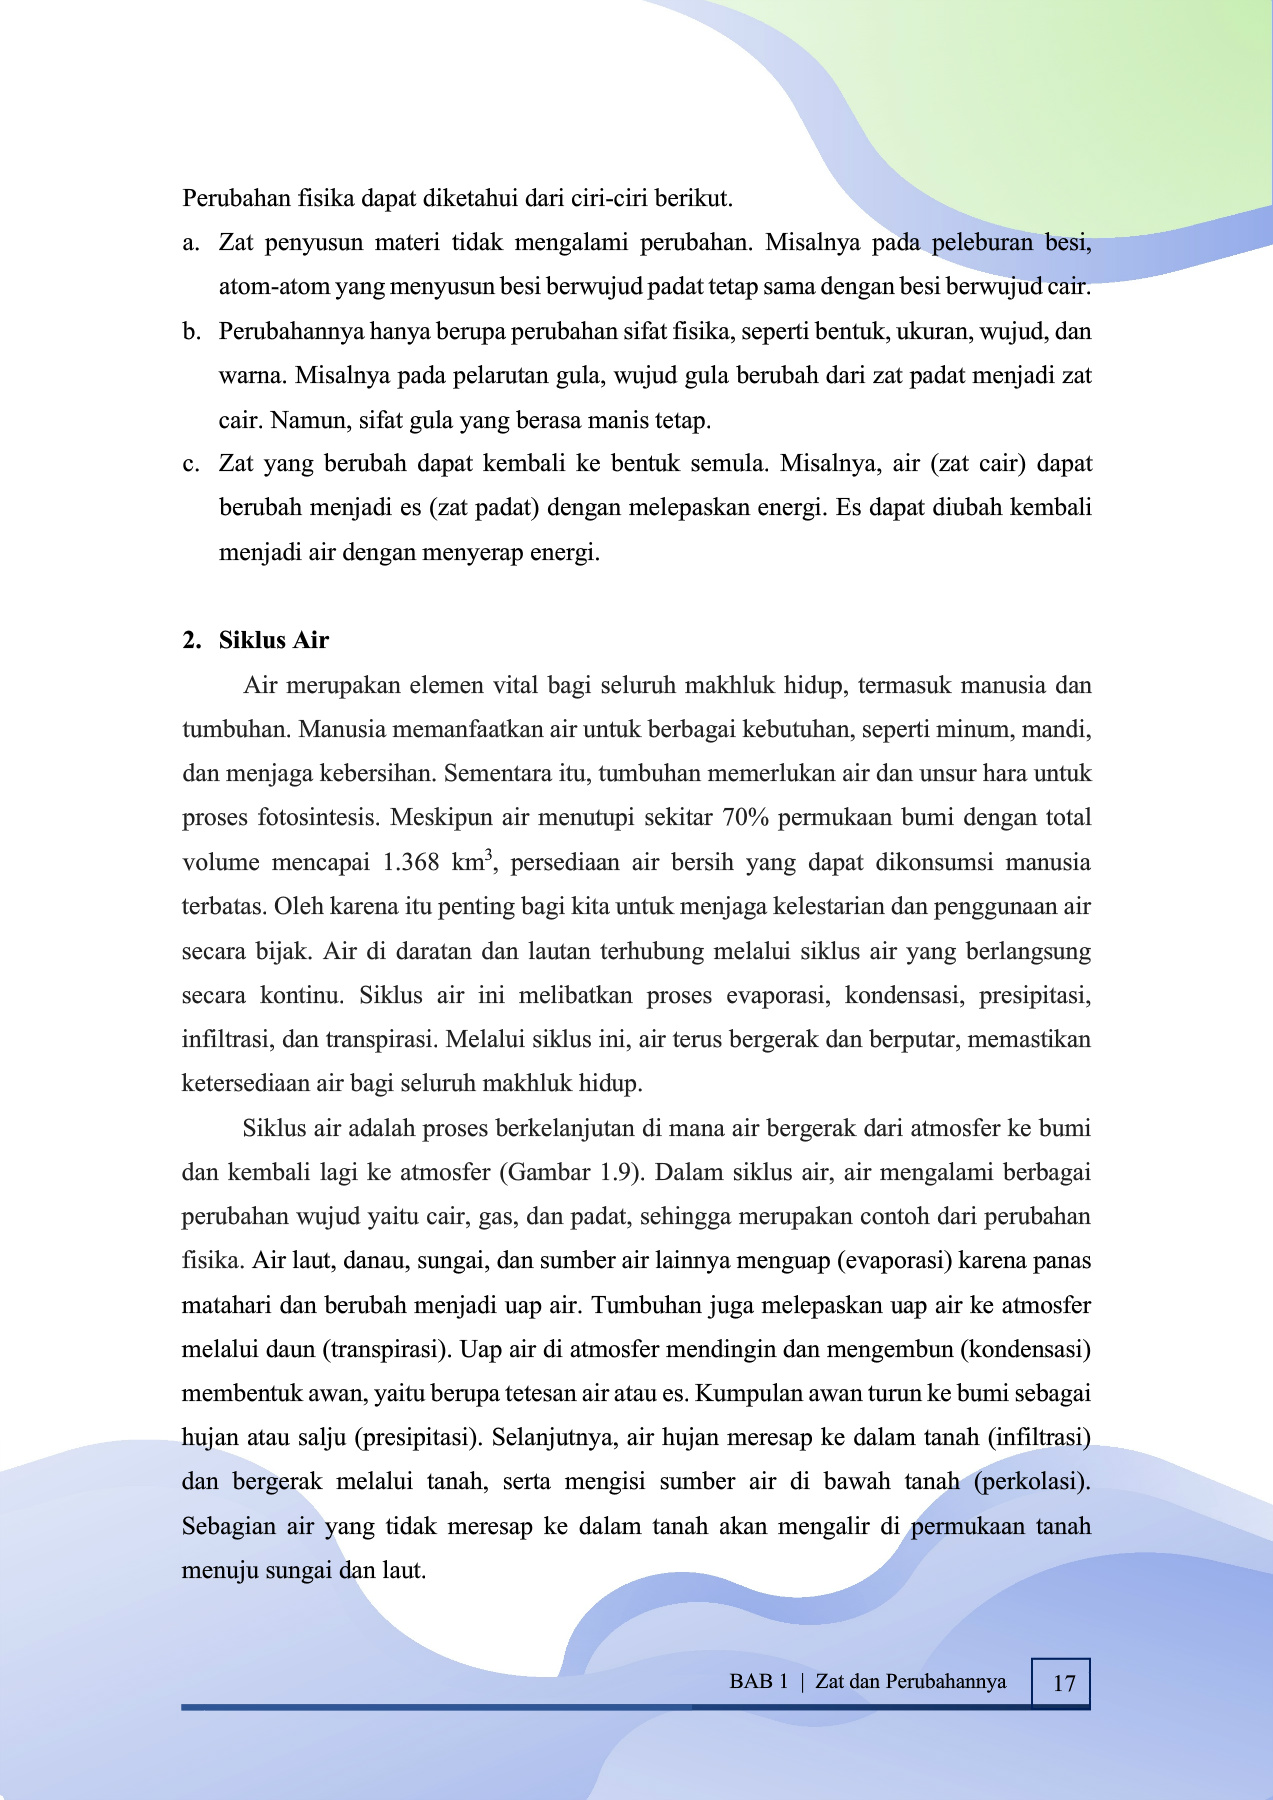 Perubahan fisika dapat diketahui dari ciri-ciri berikut.
a. Zat penyusun materi tidak mengalami perubahan. Misalnya pada peleburan besi,
atom-atom yang menyusun besi berwujud padat tetap sama dengan besi berwujud cair.
b. Perubahannya hanya berupa perubahan sifat fisika, seperti bentuk, ukuran, wujud, dan
warna. Misalnya pada pelarutan gula, wujud gula berubah dari zat padat menjadi zat
cair. Namun, sifat gula yang berasa manis tetap.
c. Zat yang berubah dapat kembali ke bentuk semula. Misalnya, air (zat cair) dapat
berubah menjadi es (zat padat) dengan melepaskan energi. Es dapat diubah kembali
menjadi air dengan menyerap energi.
2. Siklus Air
Air merupakan elemen vital bagi seluruh makhluk hidup, termasuk manusia dan
tumbuhan. Manusia memanfaatkan air untuk berbagai kebutuhan, seperti minum, mandi,
dan menjaga kebersihan. Sementara itu, tumbuhan memerlukan air dan unsur hara untuk
proses fotosintesis. Meskipun air menutupi sekitar 70% permukaan bumi dengan total
volume mencapai 1.368 km³, persediaan air bersih yang dapat dikonsumsi manusia
terbatas. Oleh karena itu penting bagi kita untuk menjaga kelestarian dan penggunaan air
secara bijak. Air di daratan dan lautan terhubung melalui siklus air yang berlangsung
secara kontinu. Siklus air ini melibatkan proses evaporasi, kondensasi, presipitasi,
infiltrasi, dan transpirasi. Melalui siklus ini, air terus bergerak dan berputar, memastikan
ketersediaan air bagi seluruh makhluk hidup.
Siklus air adalah proses berkelanjutan di mana air bergerak dari atmosfer ke bumi
dan kembali lagi ke atmosfer (Gambar 1.9). Dalam siklus air, air mengalami berbagai
perubahan wujud yaitu cair, gas, dan padat, sehingga merupakan contoh dari perubahan
fisika. Air laut, danau, sungai, dan sumber air lainnya menguap (evaporasi) karena panas
matahari dan berubah menjadi uap air. Tumbuhan juga melepaskan uap air ke atmosfer
melalui daun (transpirasi). Uap air di atmosfer mendingin dan mengembun (kondensasi)
membentuk awan, yaitu berupa tetesan air atau es. Kumpulan awan turun ke bumi sebagai
hujan atau salju (presipitasi). Selanjutnya, air hujan meresap ke dalam tanah (infiltrasi)
dan bergerak melalui tanah, serta mengisi sumber air di bawah tanah (perkolasi).
Sebagian air yang tidak meresap ke dalam tanah akan mengalir di permukaan tanah
menuju sungai dan laut.
BAB 1 | Zat dan Perubahannya 17